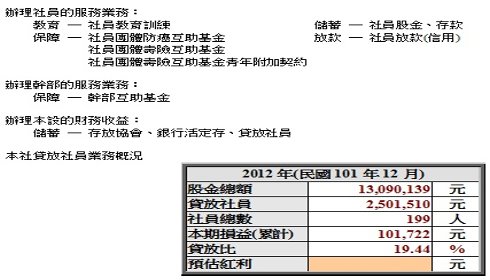 辦理社員的服務業務：
教育 — 社員教育訓練　　儲蓄 — 社員股金、存款
保障 — 社員團體防癌互助基金　　放款 — 社員放款(信用)
社員團體壽險互助基金
社員團體壽險互助基金青年附加契約
辦理幹部的服務業務：
保障 — 幹部互助基金
辦理本設的財務收益：
儲蓄 — 存放協會、銀行活定存、貸放社員
本社貸放社員業務概況
2012 年(民國 101 年 12 月)
股金總額 13,090,139 元
貸放社員 2,501,510 元
社員總數 199 人
本期損益(累計) 101,722 元
貸放比 19.44 %
預估紅利 元